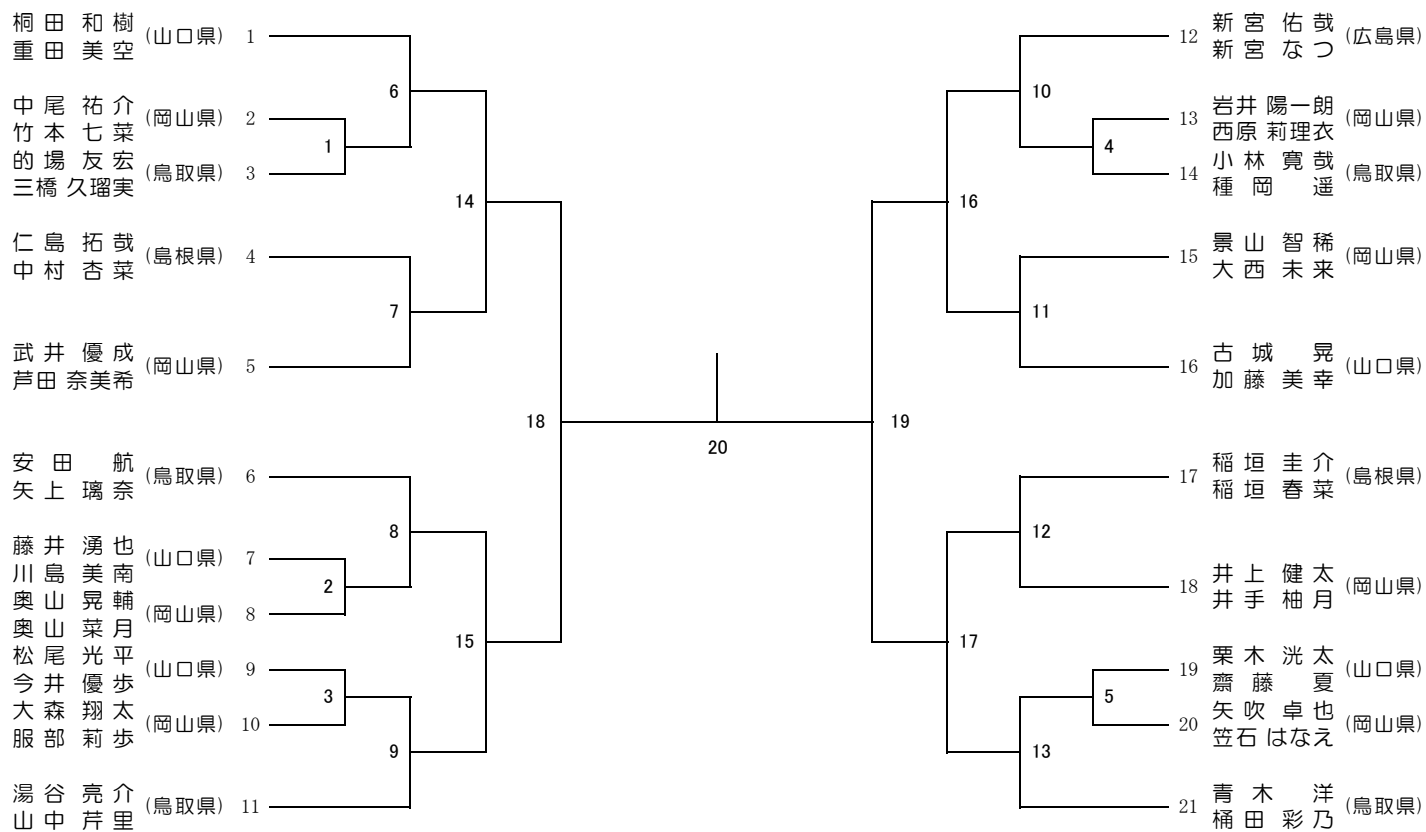 桐田 和樹
重田 美空
(山口県) 1
中尾 祐介
竹本 七菜
(岡山県) 2
的場 友宏
三橋 久瑠実
(鳥取県) 3
仁島 拓哉
中村 杏菜
(島根県) 4
武井 優成
芦田 奈美希
(岡山県) 5
安田 航
矢上 璃奈
(鳥取県) 6
藤井 湧也
川島 美南
(山口県) 7
奥山 晃輔
奥山 菜月
(岡山県) 8
松尾 光平
今井 優歩
(山口県) 9
大森 翔太
服部 莉歩
(岡山県) 10
湯谷 亮介
山中 芹里
(鳥取県) 11
1
2
3
6
7
8
9
14
15
18
20
19
16
17
10
11
12
13
4
5
12 新宮 佑哉
新宮 なつ
(広島県)
13 岩井 陽一朗
西原 莉理衣
(岡山県)
14 小林 寛哉
種岡 遥
(鳥取県)
15 景山 智稀
大西 未来
(岡山県)
16 古城 晃
加藤 美幸
(山口県)
17 稲垣 圭介
稲垣 春菜
(島根県)
18 井上 健太
井手 柚月
(岡山県)
19 栗木 洸太
齋藤 夏
(山口県)
20 矢吹 卓也
笠石 はなえ
(岡山県)
21 青木 洋
桶田 彩乃
(鳥取県)